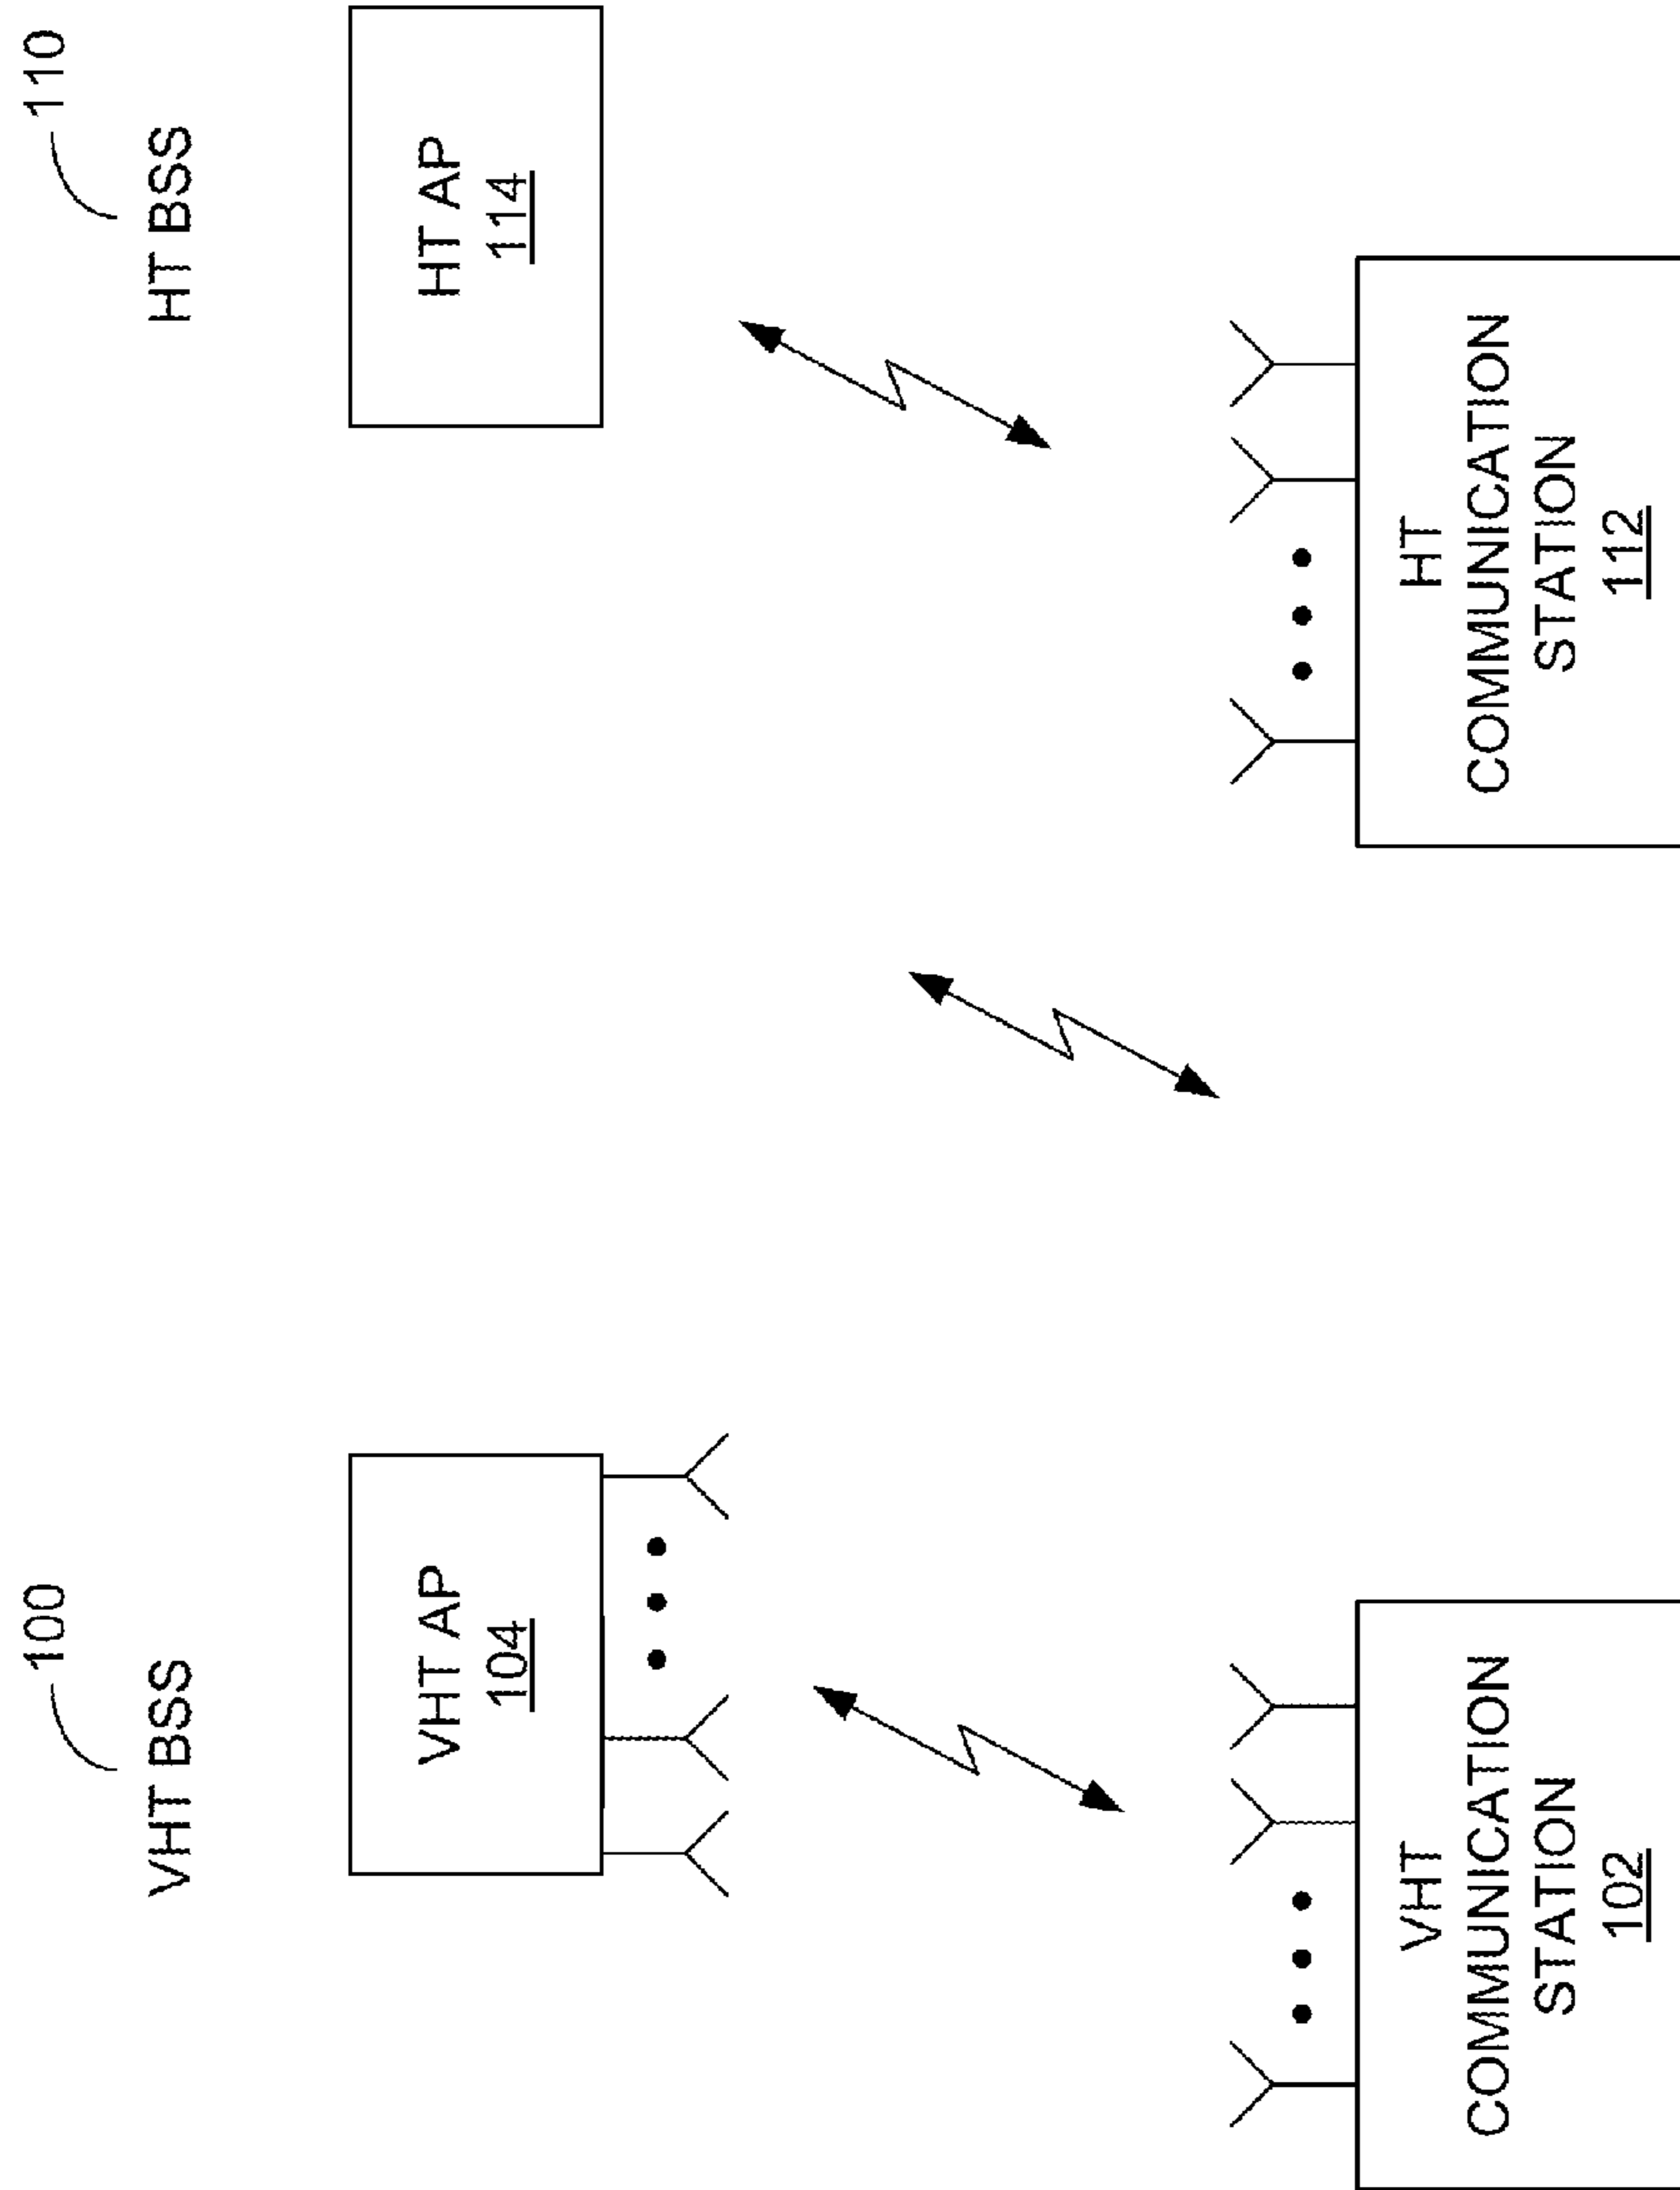 100
VHT BSS
110
HT BSS
VHT AP
104
HT AP
114
VHT
COMMUNICATION
STATION
102
HT
COMMUNICATION
STATION
112